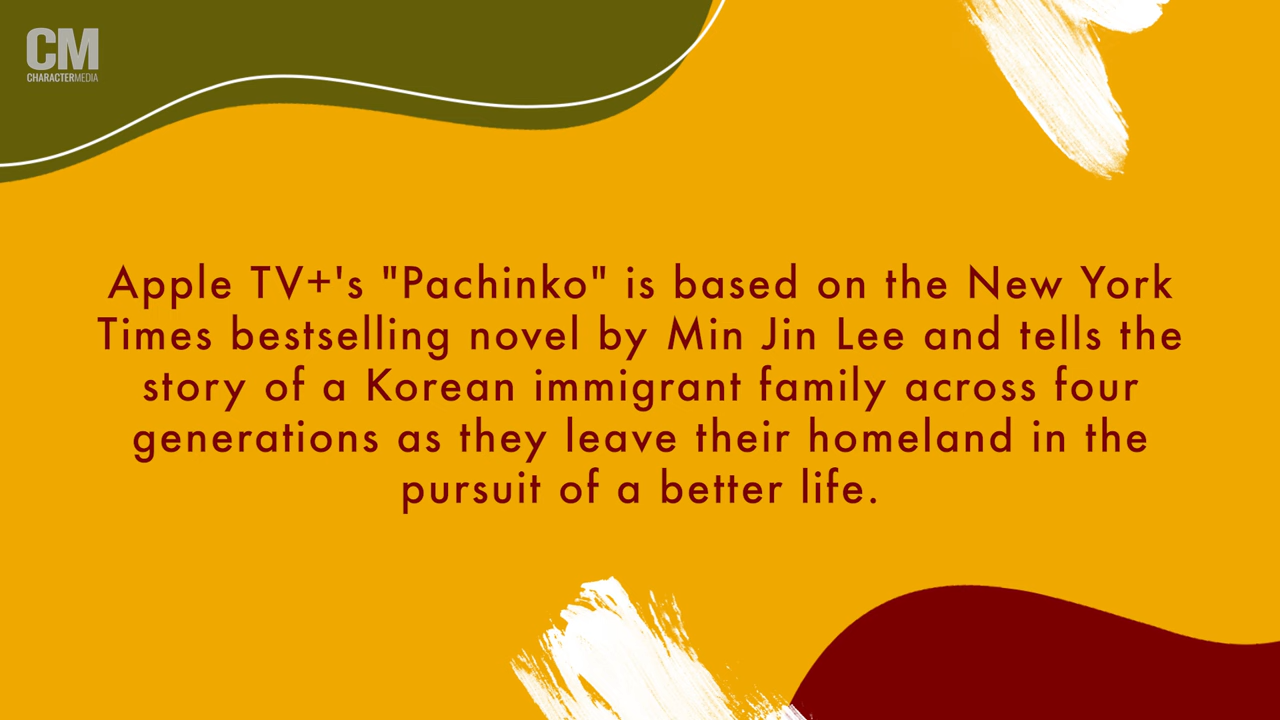 CM
CHARACTERMEDIA
Apple TV+'s "Pachinko" is based on the New York
Times bestselling novel by Min Jin Lee and tells the
story of a Korean immigrant family across four
generations as they leave their homeland in the
pursuit of a better life.